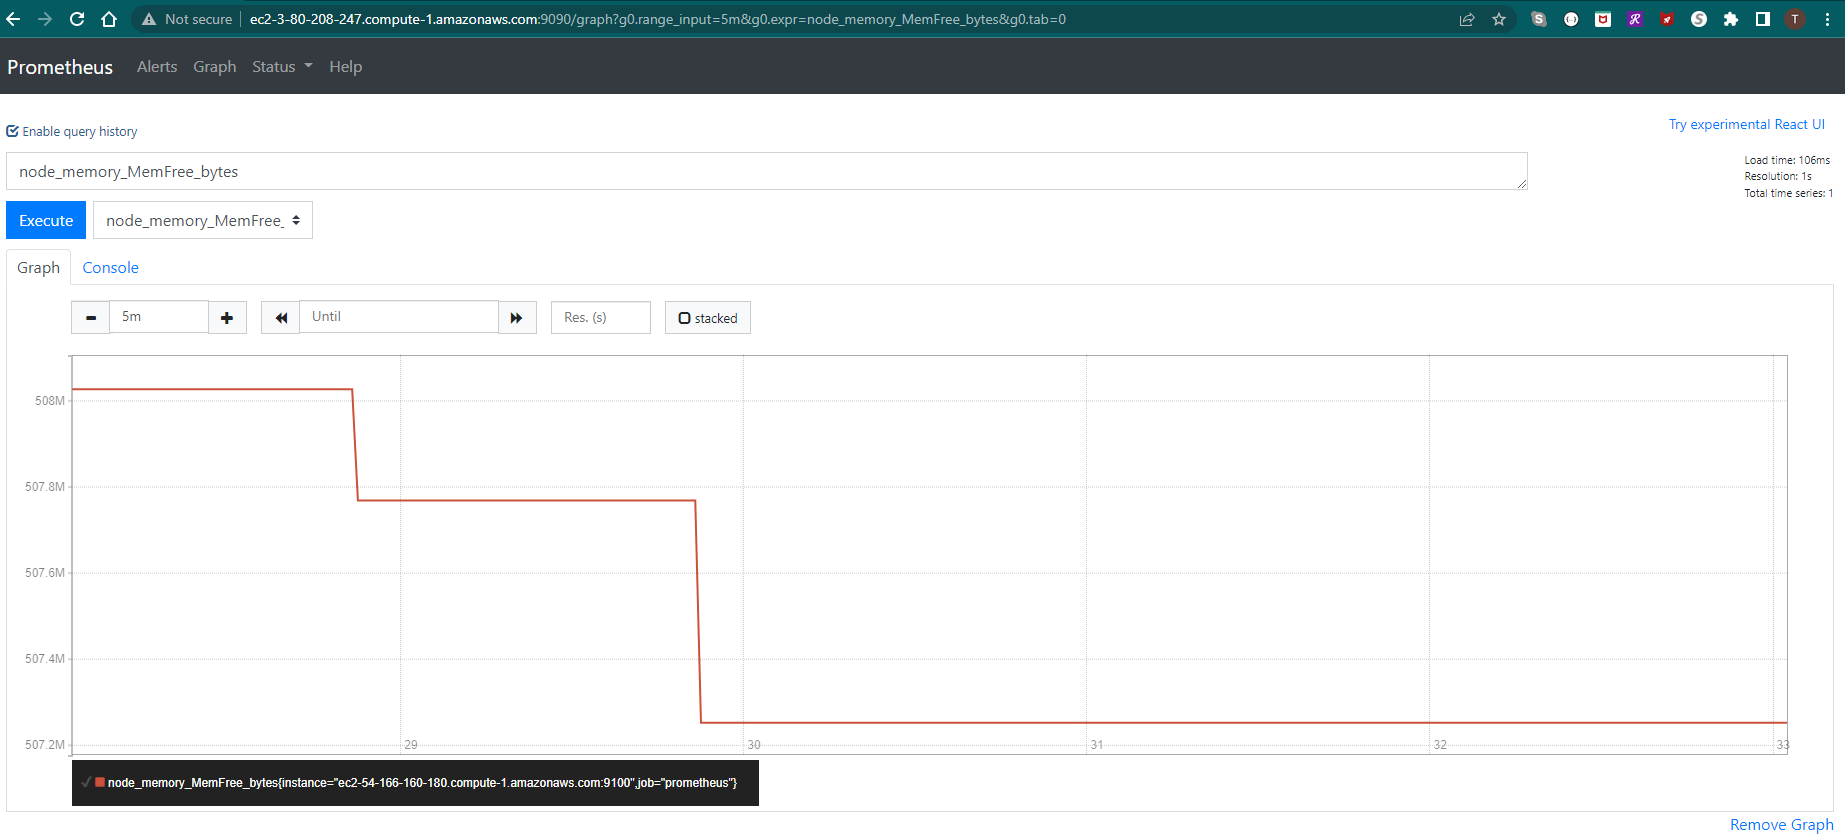 Not secure ec2-3-80-208-247.compute-1.amazonaws.com:9090/graph?g0.range_input=5m&g0.expr=node_memory_MemFree_bytes&g0.tab=0
T
Prometheus Alerts Graph Status Help
Enable query history
Try experimental React UI
node_memory_MemFree_bytes
Load time: 106ms
Resolution: 1s
Total time series: 1
Execute node_memory_MemFree_
Graph Console
5m Until Res. (s) stacked
508M
507.8M
507.6M
507.4M
507.2M
29 30 31 32 33
node_memory_MemFree_bytes{instance="ec2-54-166-160-180.compute-1.amazonaws.com:9100",job="prometheus"}
Remove Graph